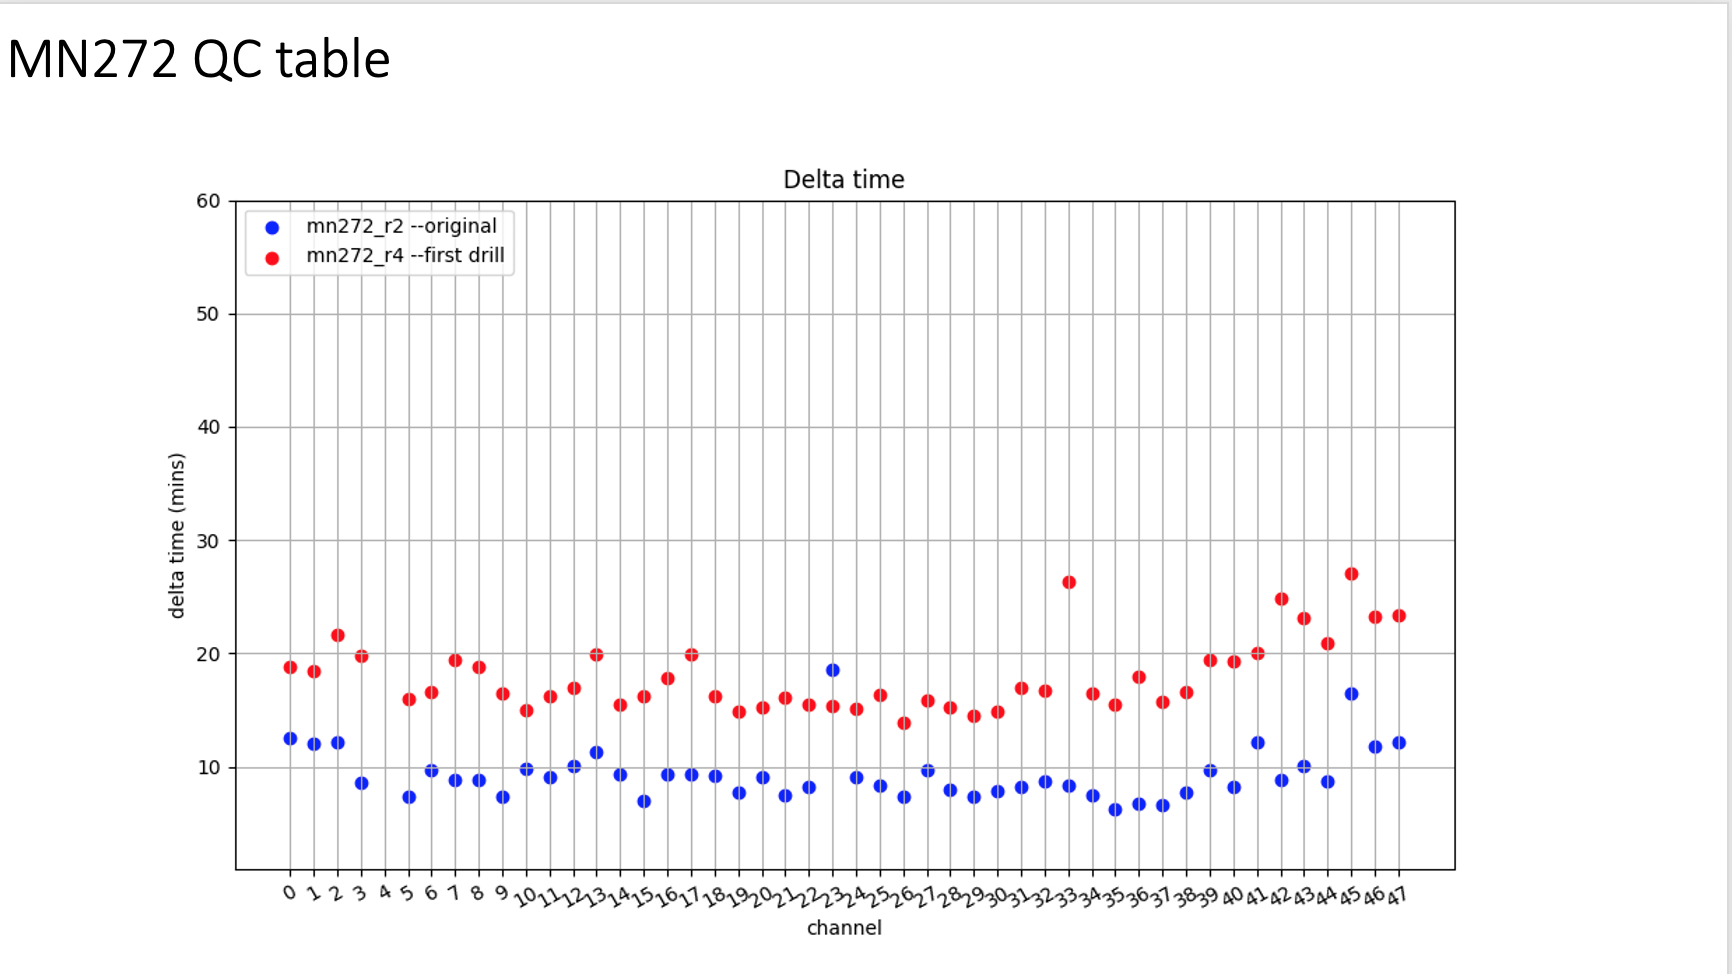 MN272 QC table
Delta time
mn272_r2 --original
mn272_r4 --first drill
60
50
40
30
20
10
delta time (mins)
0 1 2 3 4 5 6 7 8 9 10 11 12 13 14 15 16 17 18 19 20 21 22 23 24 25 26 27 28 29 30 31 32 33 34 35 36 37 38 39 40 41 42 43 44 45 46 47
channel